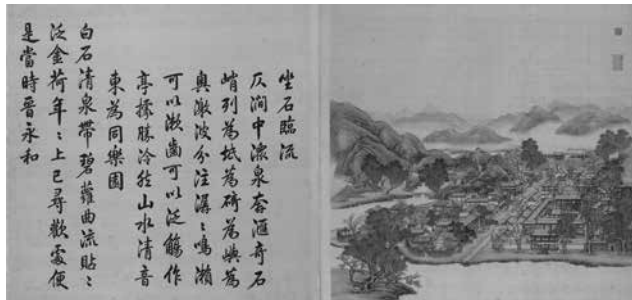 坐石臨流
仄澗中瀠泉奔匯奇石
峭列為坻為碕為嶼為
奥激波分注潺〻鳴瀨
可以漱齒可以泛觴作
亭據勝泠然山水清音
東為同樂園
白石清泉帶碧蘿曲流貼〻
泛金荷年〻上巳尋歡處便
是當時晉永和